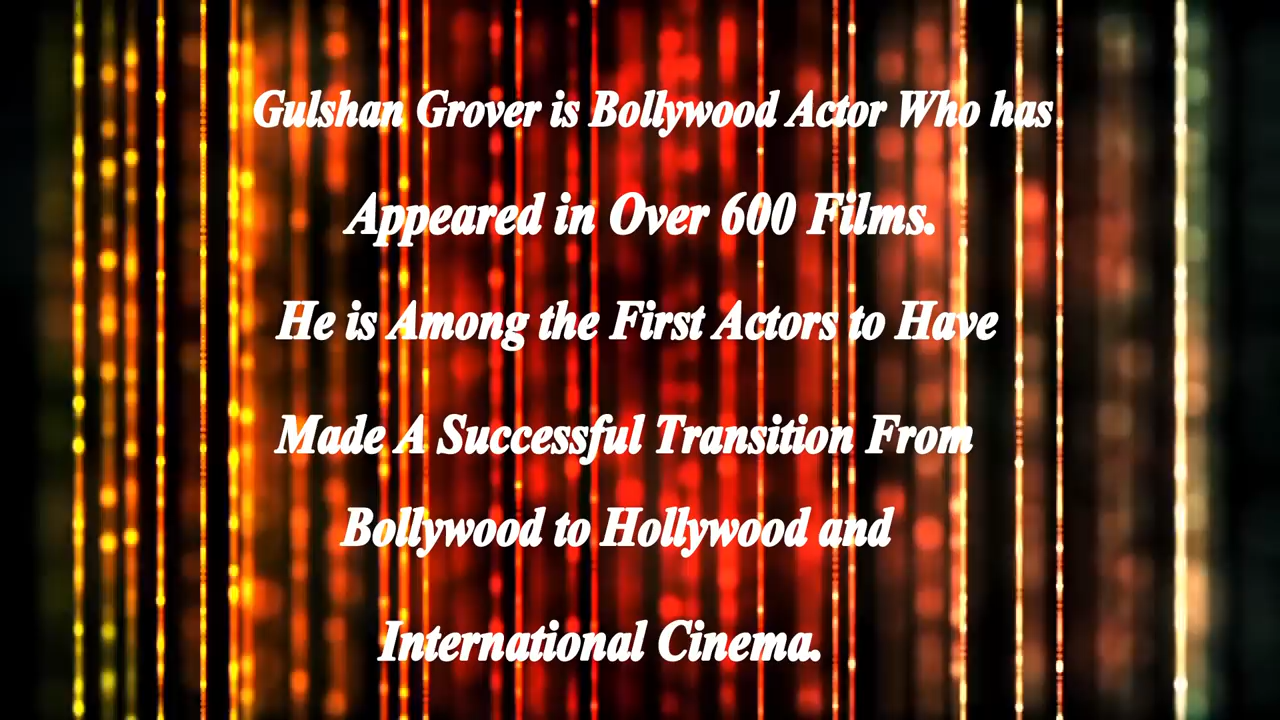 Gulshan Grover is Bollywood Actor Who has
Appeared in Over 600 Films.
He is Among the First Actors to Have
Made A Successful Transition From
Bollywood to Hollywood and
International Cinema.